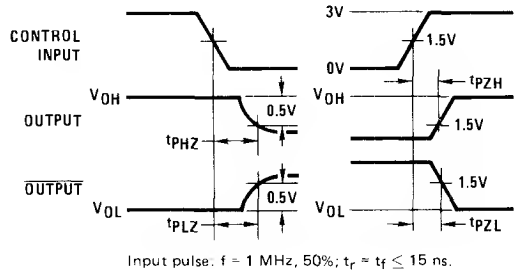 CONTROL
INPUT
3V
1.5V
0V
tPZH
VOH
0.5V
OUTPUT
tPHZ
VOH
1.5V
OUTPUT
VOL
0.5V
tPLZ
1.5V
VOL
tPZL
Input pulse: f = 1 MHz, 50%; tr = tf ≤ 15 ns.